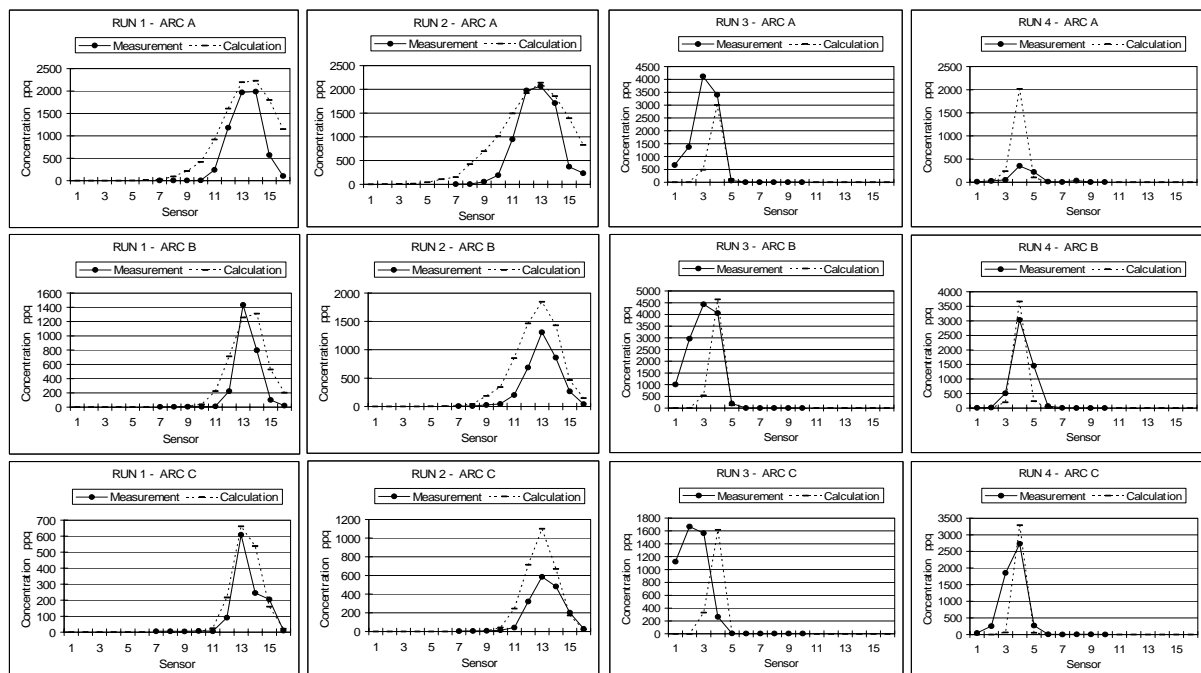 RUN 1 - ARC A
Measurement Calculation
Concentration ppq
2500
2000
1500
1000
500
0
1 3 5 7 9 11 13 15
Sensor
RUN 2 - ARC A
Measurement Calculation
Concentration ppq
2500
2000
1500
1000
500
0
1 3 5 7 9 11 13 15
Sensor
RUN 3 - ARC A
Measurement Calculation
Concentration ppq
4500
4000
3500
3000
2500
2000
1500
1000
500
0
1 3 5 7 9 11 13 15
Sensor
RUN 4 - ARC A
Measurement Calculation
Concentration ppq
2500
2000
1500
1000
500
0
1 3 5 7 9 11 13 15
Sensor
RUN 1 - ARC B
Measurement Calculation
Concentration ppq
1600
1400
1200
1000
800
600
400
200
0
1 3 5 7 9 11 13 15
Sensor
RUN 2 - ARC B
Measurement Calculation
Concentration ppq
2000
1500
1000
500
0
1 3 5 7 9 11 13 15
Sensor
RUN 3 - ARC B
Measurement Calculation
Concentration ppq
5000
4500
4000
3500
3000
2500
2000
1500
1000
500
0
1 3 5 7 9 11 13 15
Sensor
RUN 4 - ARC B
Measurement Calculation
Concentration ppq
4000
3500
3000
2500
2000
1500
1000
500
0
1 3 5 7 9 11 13 15
Sensor
RUN 1 - ARC C
Measurement Calculation
Concentration ppq
700
600
500
400
300
200
100
0
1 3 5 7 9 11 13 15
Sensor
RUN 2 - ARC C
Measurement Calculation
Concentration ppq
1200
1000
800
600
400
200
0
1 3 5 7 9 11 13 15
Sensor
RUN 3 - ARC C
Measurement Calculation
Concentration ppq
1800
1600
1400
1200
1000
800
600
400
200
0
1 3 5 7 9 11 13 15
Sensor
RUN 4 - ARC C
Measurement Calculation
Concentration ppq
3500
3000
2500
2000
1500
1000
500
0
1 3 5 7 9 11 13 15
Sensor